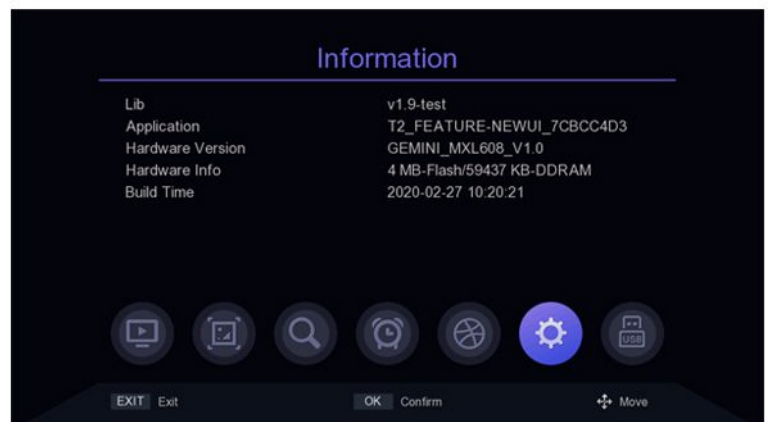 Information
Lib v1.9-test
Application T2_FEATURE-NEWUI_7CBCC4D3
Hardware Version GEMINI_MXL608_V1.0
Hardware Info 4 MB-Flash/59437 KB-DDRAM
Build Time 2020-02-27 10:20:21
USB
EXIT Exit OK Confirm Move